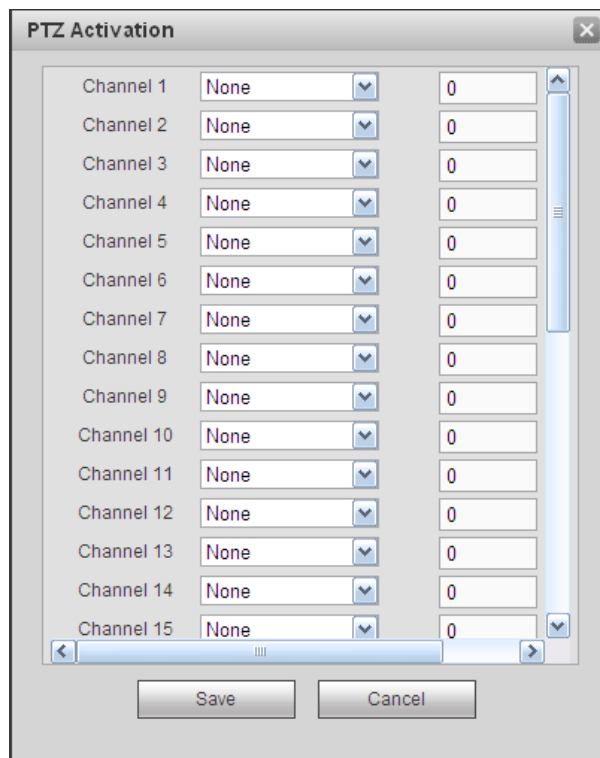 PTZ Activation
Channel 1 None 0
Channel 2 None 0
Channel 3 None 0
Channel 4 None 0
Channel 5 None 0
Channel 6 None 0
Channel 7 None 0
Channel 8 None 0
Channel 9 None 0
Channel 10 None 0
Channel 11 None 0
Channel 12 None 0
Channel 13 None 0
Channel 14 None 0
Channel 15 None 0
Save Cancel